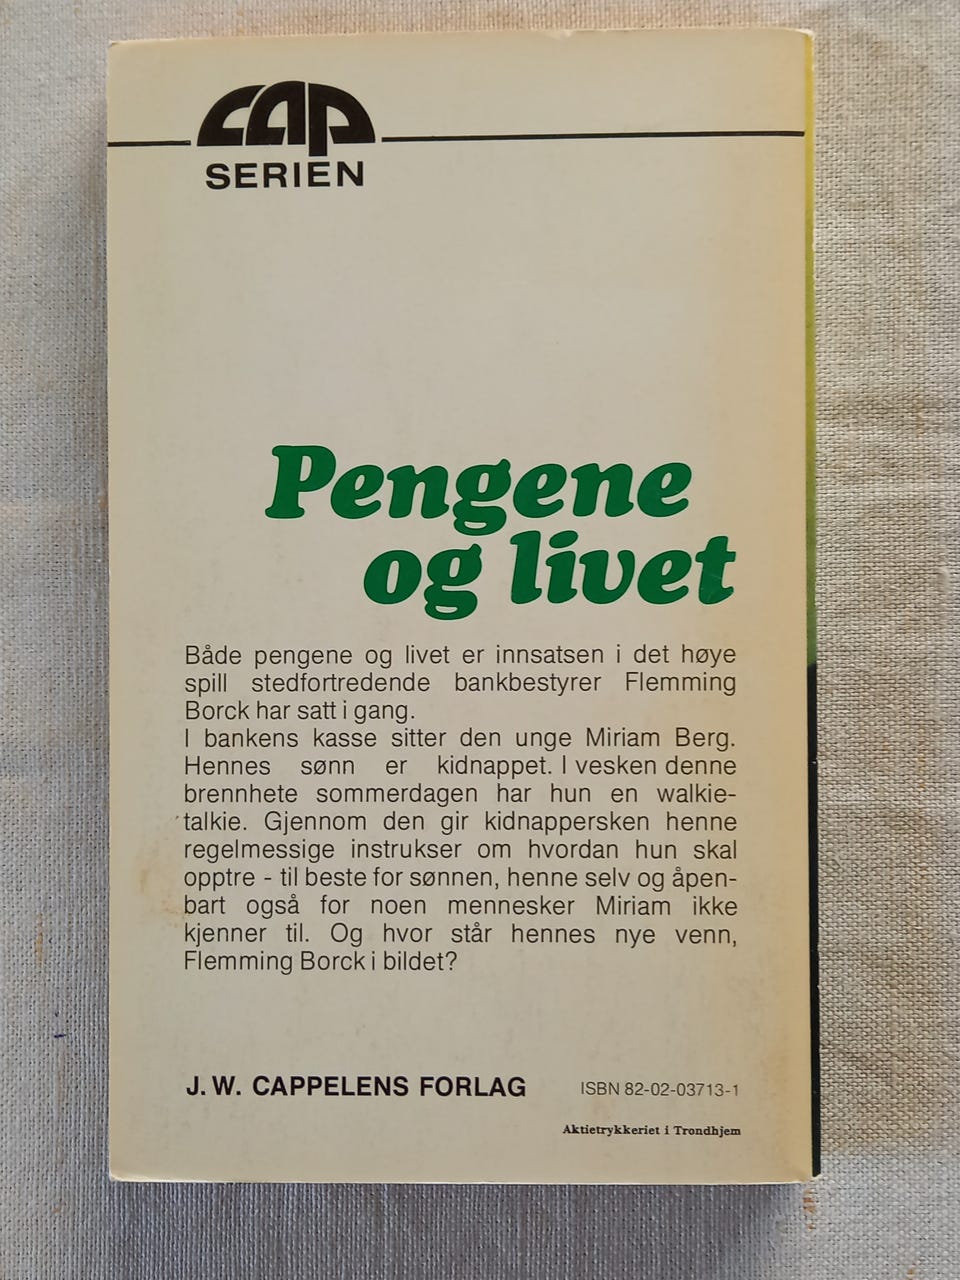 CAP
SERIEN
Pengene
og livet
Både pengene og livet er innsatsen i det høye
spill stedfortredende bankbestyrer Flemming
Borck har satt i gang.
I bankens kasse sitter den unge Miriam Berg.
Hennes sønn er kidnappet. I vesken denne
brennhete sommerdagen har hun en walkie-
talkie. Gjennom den gir kidnappersken henne
regelmessige instrukser om hvordan hun skal
opptre - til beste for sønnen, henne selv og åpen-
bart også for noen mennesker Miriam ikke
kjenner til. Og hvor står hennes nye venn,
Flemming Borck i bildet?
J. W. CAPPELENS FORLAG ISBN 82-02-03713-1
Aktietrykkeriet i Trondhjem